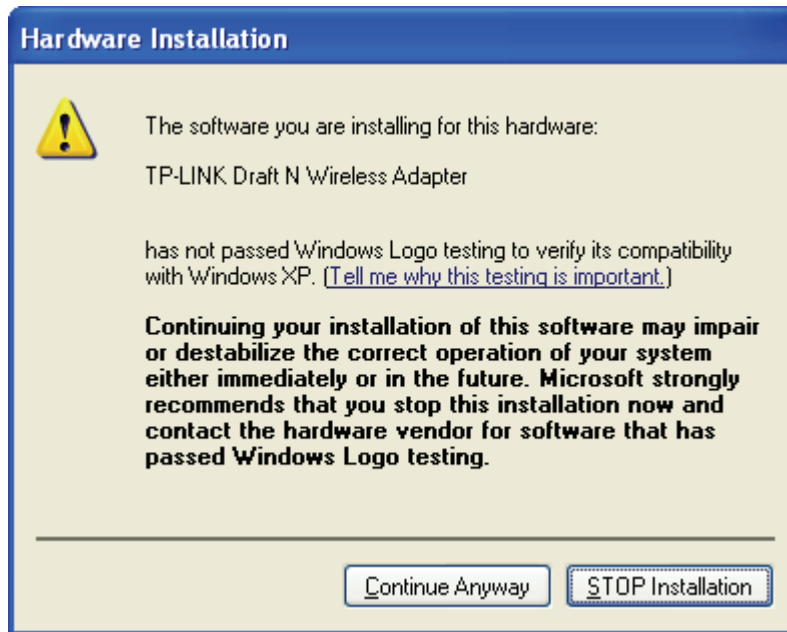 Hardware Installation
The software you are installing for this hardware:
TP-LINK Draft N Wireless Adapter
has not passed Windows Logo testing to verify its compatibility
with Windows XP. (Tell me why this testing is important.)
Continuing your installation of this software may impair
or destabilize the correct operation of your system
either immediately or in the future. Microsoft strongly
recommends that you stop this installation now and
contact the hardware vendor for software that has
passed Windows Logo testing.
Continue Anyway
STOP Installation